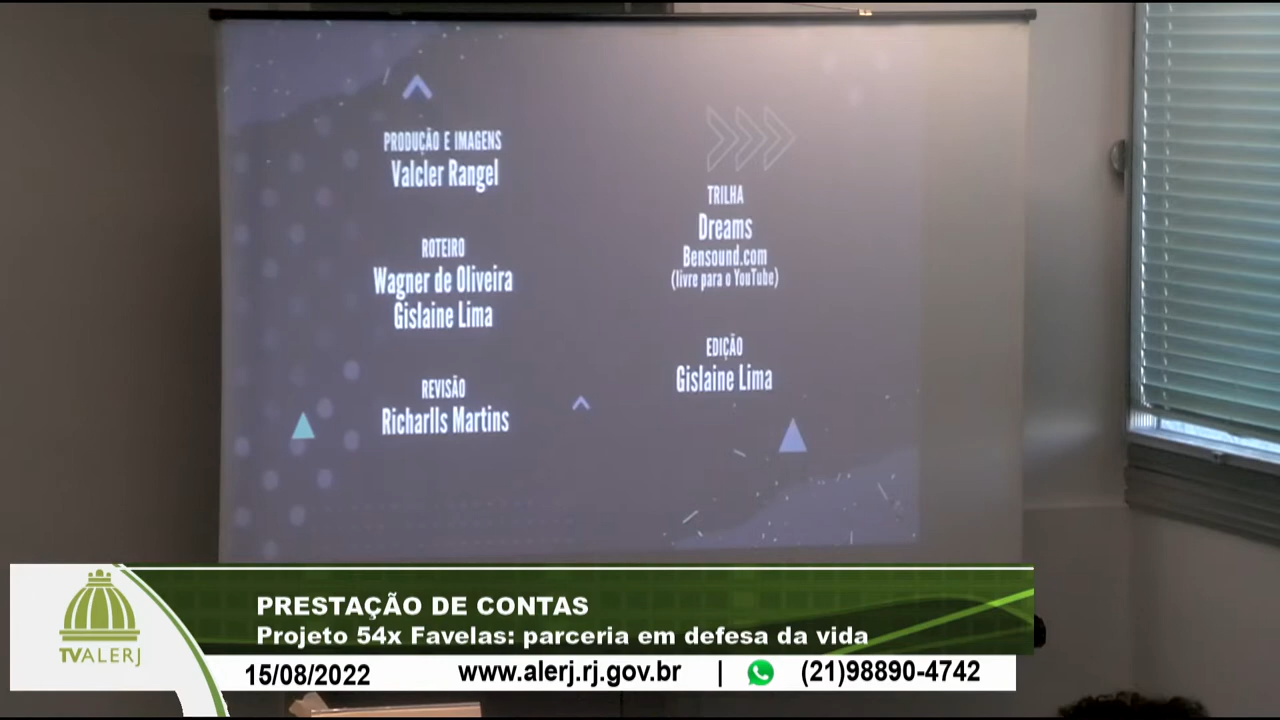 PRODUÇÃO E IMAGENS
Valcler Rangel
ROTEIRO
Wagner de Oliveira
Gislaine Lima
REVISÃO
Richarlls Martins
TRILHA
Dreams
Bensound.com
(livre para o YouTube)
EDIÇÃO
Gislaine Lima
PRESTAÇÃO DE CONTAS
Projeto 54x Favelas: parceria em defesa da vida
TVALERJ
15/08/2022 www.alerj.rj.gov.br | (21)98890-4742